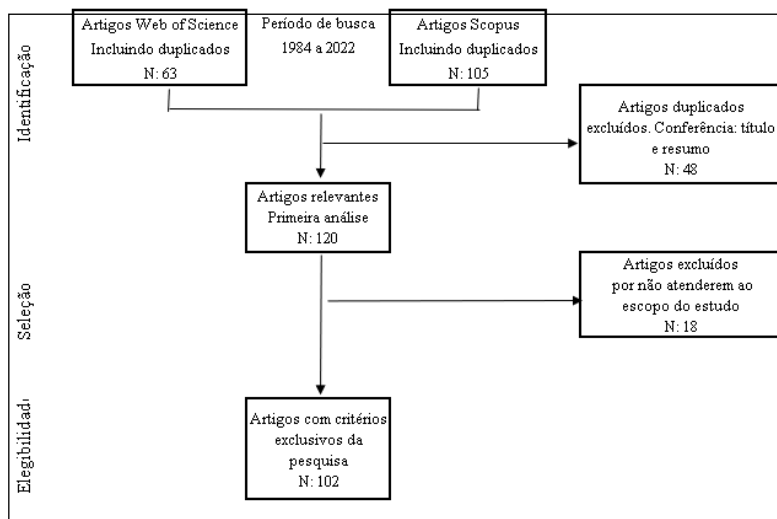 Identificação
Artigos Web of Science
Incluindo duplicados
N: 63
Período de busca
1984 a 2022
Artigos Scopus
Incluindo duplicados
N: 105
Artigos duplicados
excluídos. Conferência: título
e resumo
N: 48
Artigos relevantes
Primeira análise
N: 120
Seleção
Artigos excluídos
por não atenderem ao
escopo do estudo
N: 18
Elegibilidad
Artigos com critérios
exclusivos da
pesquisa
N: 102